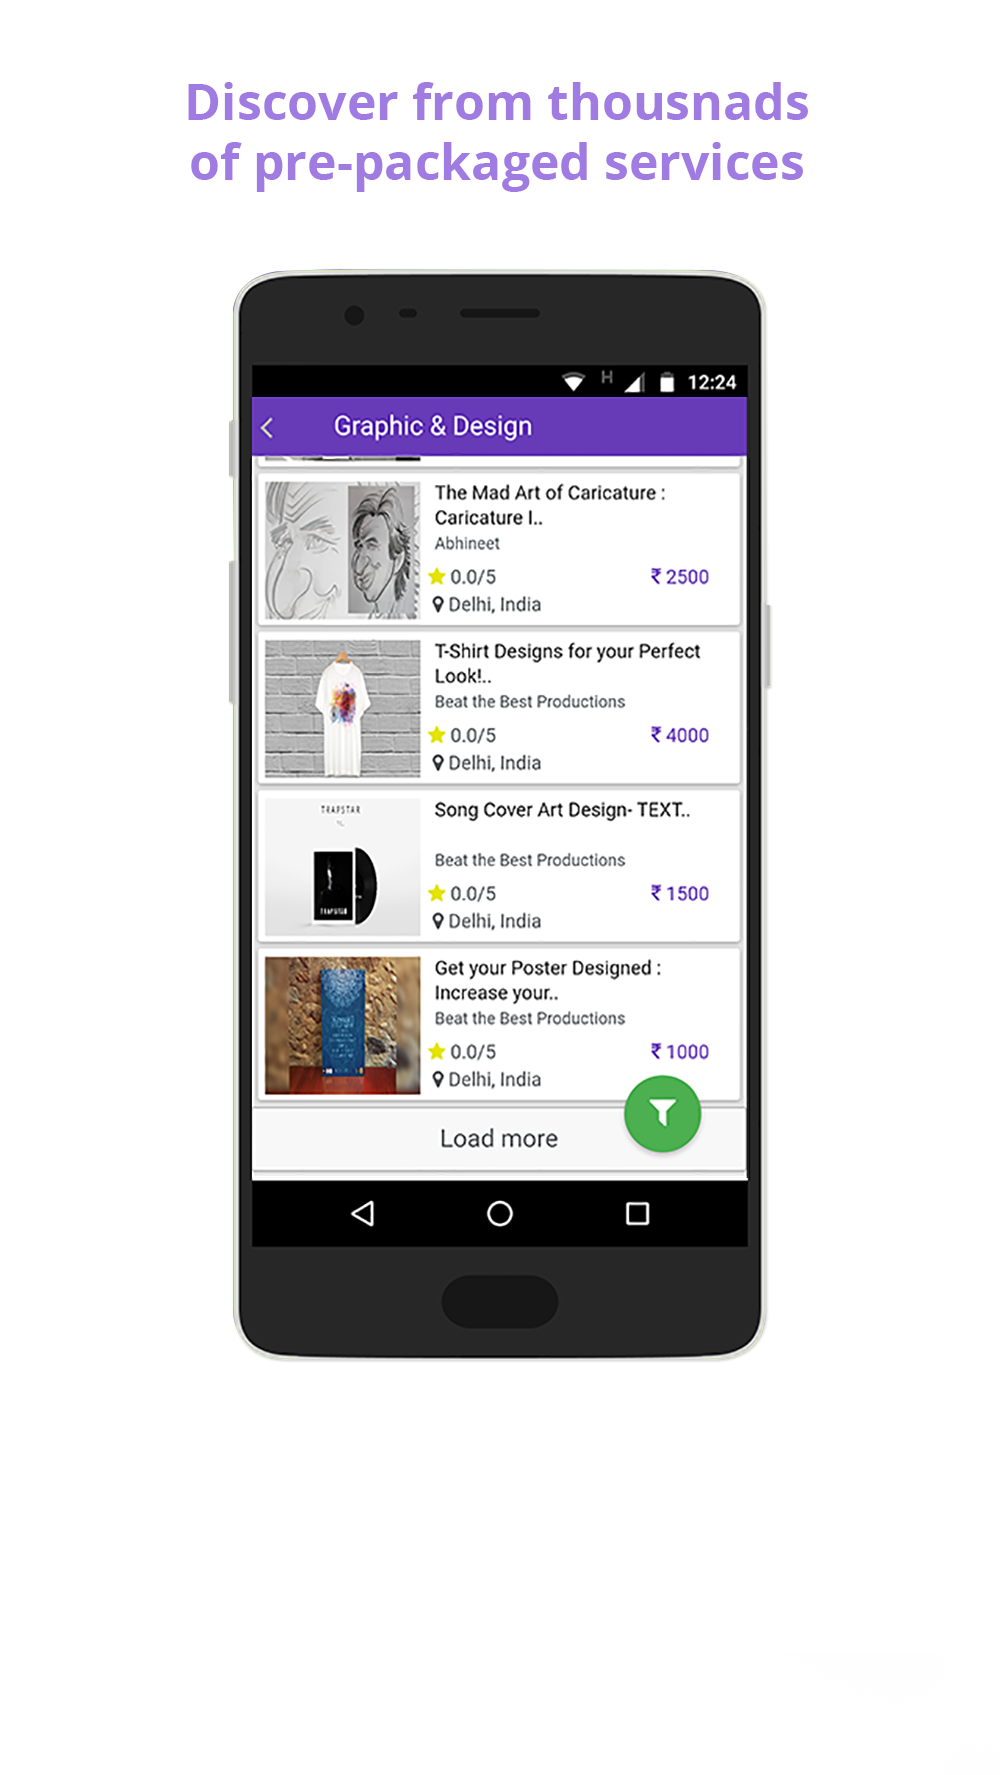 Discover from thousnads
of pre-packaged services
H 12:24
Graphic & Design
The Mad Art of Caricature :
Caricature I..
Abhineet
0.0/5
₹ 2500
Delhi, India
T-Shirt Designs for your Perfect
Look!..
Beat the Best Productions
0.0/5
₹ 4000
Delhi, India
TRAPSTAR
TRAPSTAR
Song Cover Art Design- TEXT..
Beat the Best Productions
0.0/5
₹ 1500
Delhi, India
Get your Poster Designed :
Increase your..
Beat the Best Productions
0.0/5
₹ 1000
Delhi, India
Load more